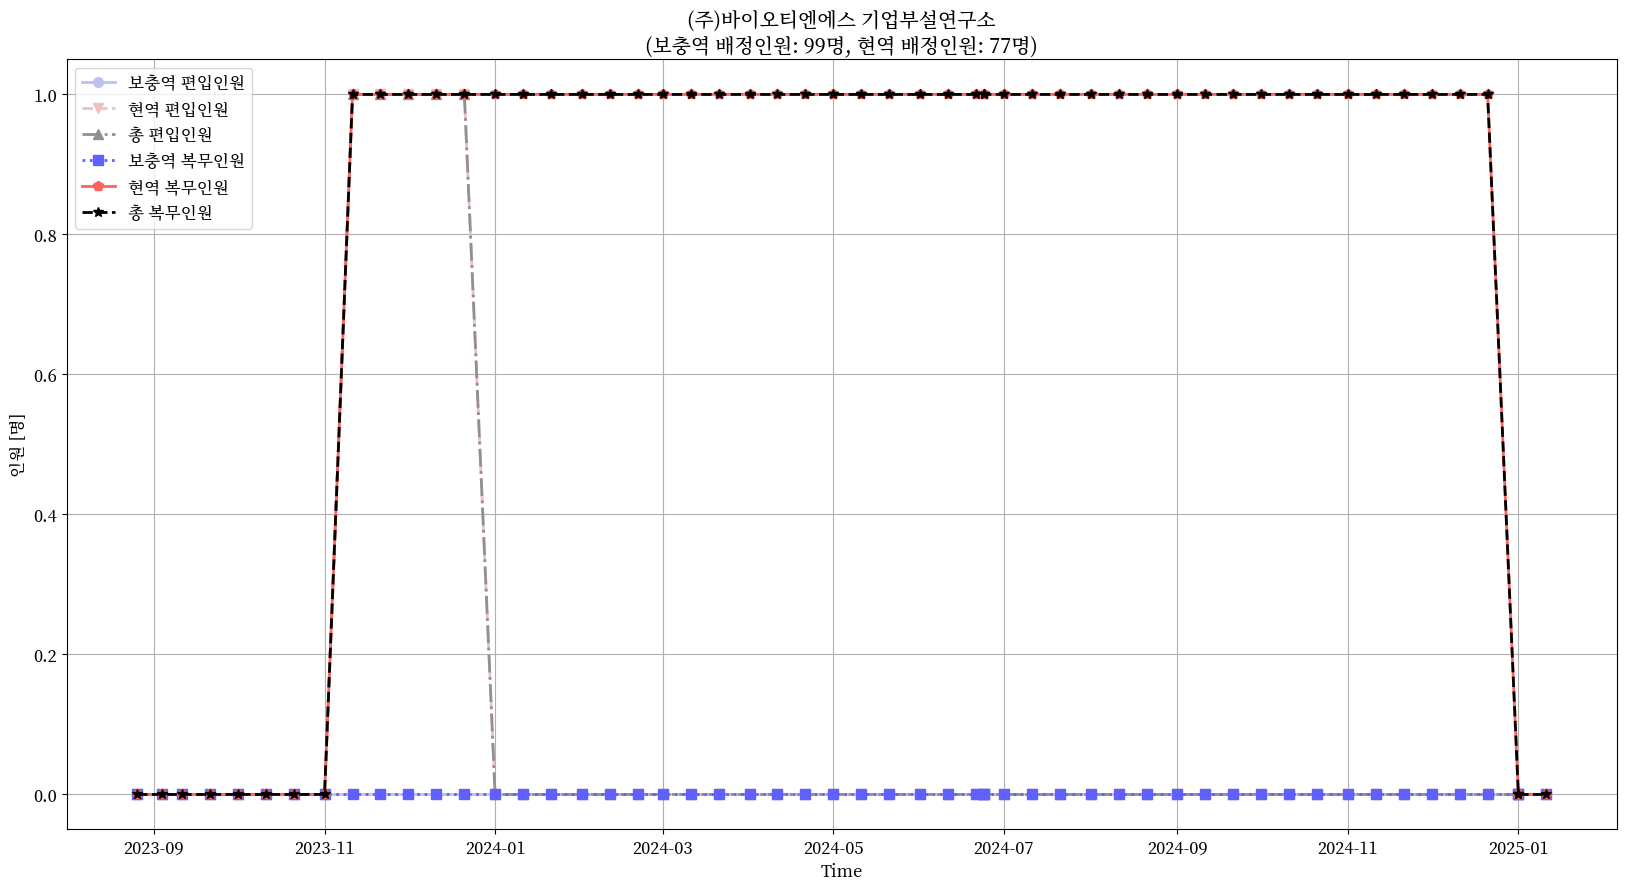 (주)바이오티엔에스 기업부설연구소
(보충역 배정인원: 99명, 현역 배정인원: 77명)
보충역 편입인원
현역 편입인원
총 편입인원
보충역 복무인원
현역 복무인원
총 복무인원
1.0
0.8
0.6
0.4
0.2
0.0
인원 [명]
2023-09
2023-11
2024-01
2024-03
2024-05
2024-07
2024-09
2024-11
2025-01
Time